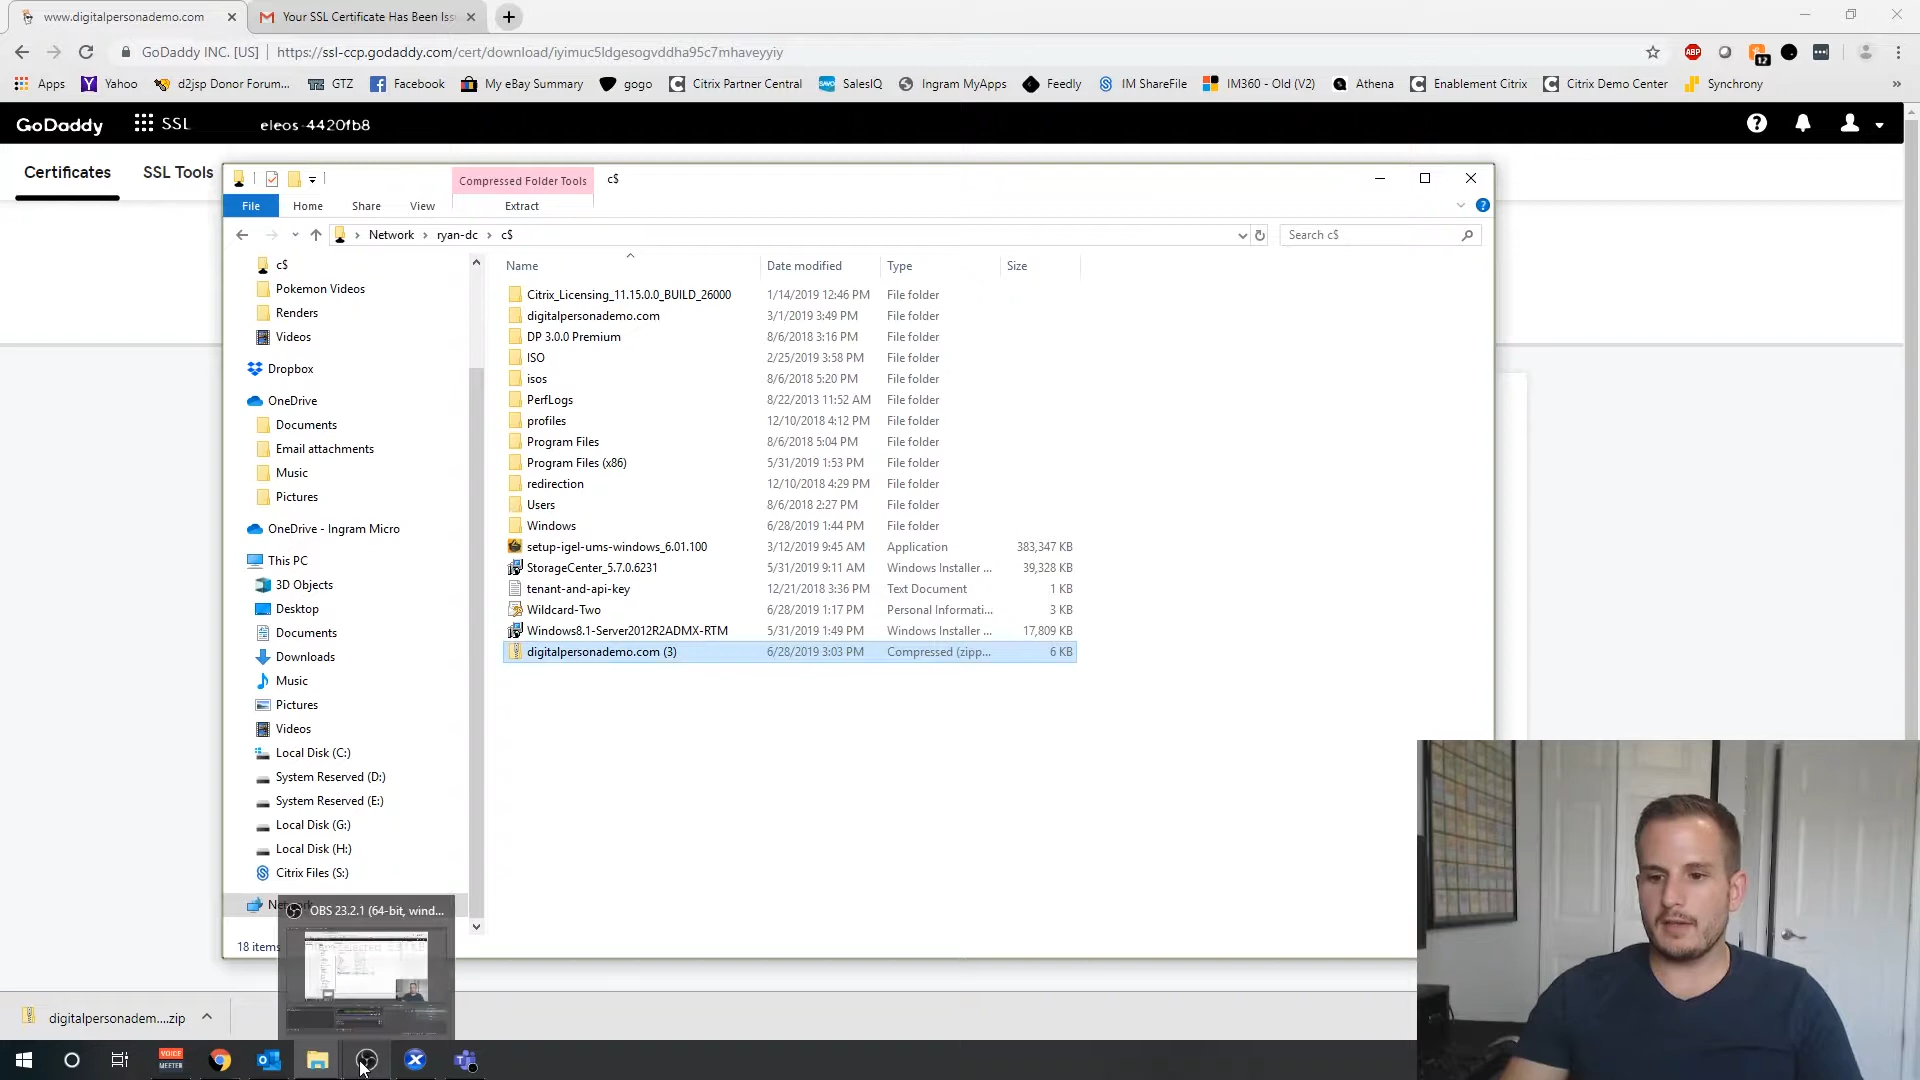 www.digitalpersonademo.com
Your SSL Certificate Has Been Iss
GoDaddy INC. [US] | https://ssl-ccp.godaddy.com/cert/download/iyimuc5ldgesogvddha95c7mhaveyyiy
ABP
12
Apps
Yahoo
d2jsp Donor Forum...
GTZ
Facebook
My eBay Summary
gogo
Citrix Partner Central
SalesIQ
Ingram MyApps
Feedly
IM ShareFile
IM360 - Old (V2)
Athena
Enablement Citrix
Citrix Demo Center
Synchrony
»
GoDaddy
SSL
eleos-4420fb8
Certificates
SSL Tools
Compressed Folder Tools
c$
File
Home
Share
View
Extract
Network > ryan-dc > c$
Search c$
Name
Date modified
Type
Size
c$
Pokemon Videos
Renders
Videos
Dropbox
OneDrive
Documents
Email attachments
Music
Pictures
OneDrive - Ingram Micro
This PC
3D Objects
Desktop
Documents
Downloads
Music
Pictures
Videos
Local Disk (C:)
System Reserved (D:)
System Reserved (E:)
Local Disk (G:)
Local Disk (H:)
Citrix Files (S:)
Citrix_Licensing_11.15.0.0_BUILD_26000 1/14/2019 12:46 PM File folder
digitalpersonademo.com 3/1/2019 3:49 PM File folder
DP 3.0.0 Premium 8/6/2018 3:16 PM File folder
ISO 2/25/2019 3:58 PM File folder
isos 8/6/2018 5:20 PM File folder
PerfLogs 8/22/2013 11:52 AM File folder
profiles 12/10/2018 4:12 PM File folder
Program Files 8/6/2018 5:04 PM File folder
Program Files (x86) 5/31/2019 1:53 PM File folder
redirection 12/10/2018 4:29 PM File folder
Users 8/6/2018 2:27 PM File folder
Windows 6/28/2019 1:44 PM File folder
setup-igel-ums-windows_6.01.100 3/12/2019 9:45 AM Application 383,347 KB
StorageCenter_5.7.0.6231 5/31/2019 9:11 AM Windows Installer ... 39,328 KB
tenant-and-api-key 12/21/2018 3:36 PM Text Document 1 KB
Wildcard-Two 6/28/2019 1:17 PM Personal Informati... 3 KB
Windows8.1-Server2012R2ADMX-RTM 5/31/2019 1:49 PM Windows Installer ... 17,809 KB
digitalpersonademo.com (3) 6/28/2019 3:03 PM Compressed (zipp... 6 KB
OBS 23.2.1 (64-bit, wind...
18 items
digitalpersonadem....zip
VOICE
MEETER